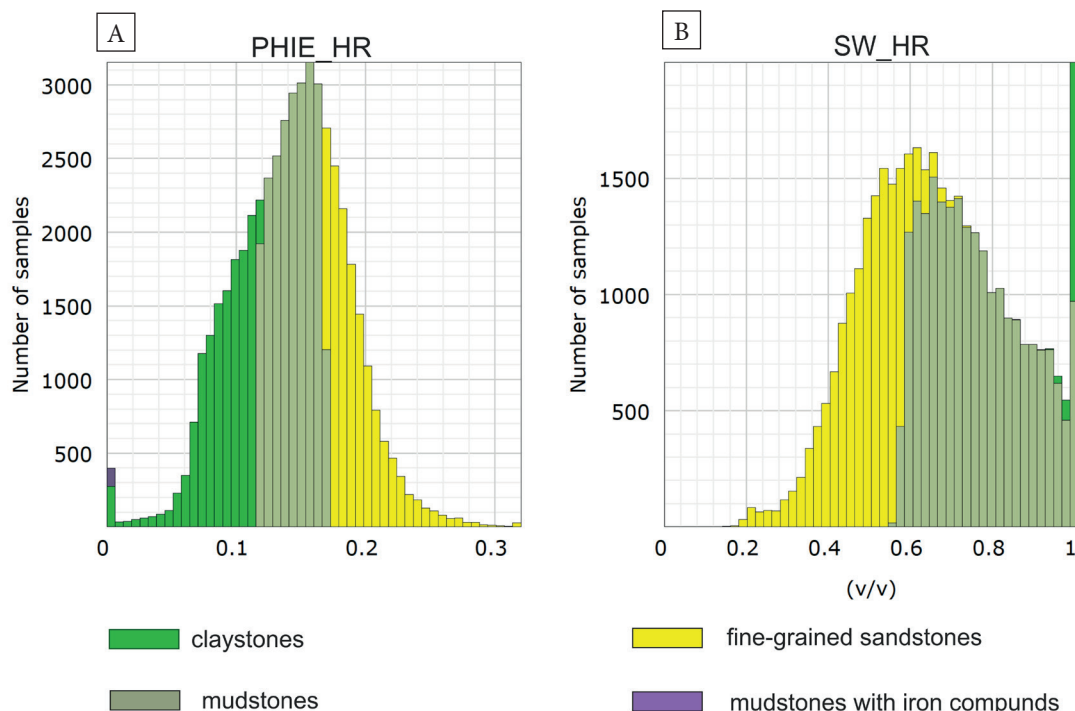 A
PHIE_HR
Number of samples
3000
2500
2000
1500
1000
500
0
0.1
0.2
0.3
B
SW_HR
Number of samples
1500
1000
500
0
0.2
0.4
0.6
0.8
1
(v/v)
claystones
mudstones
fine-grained sandstones
mudstones with iron compunds